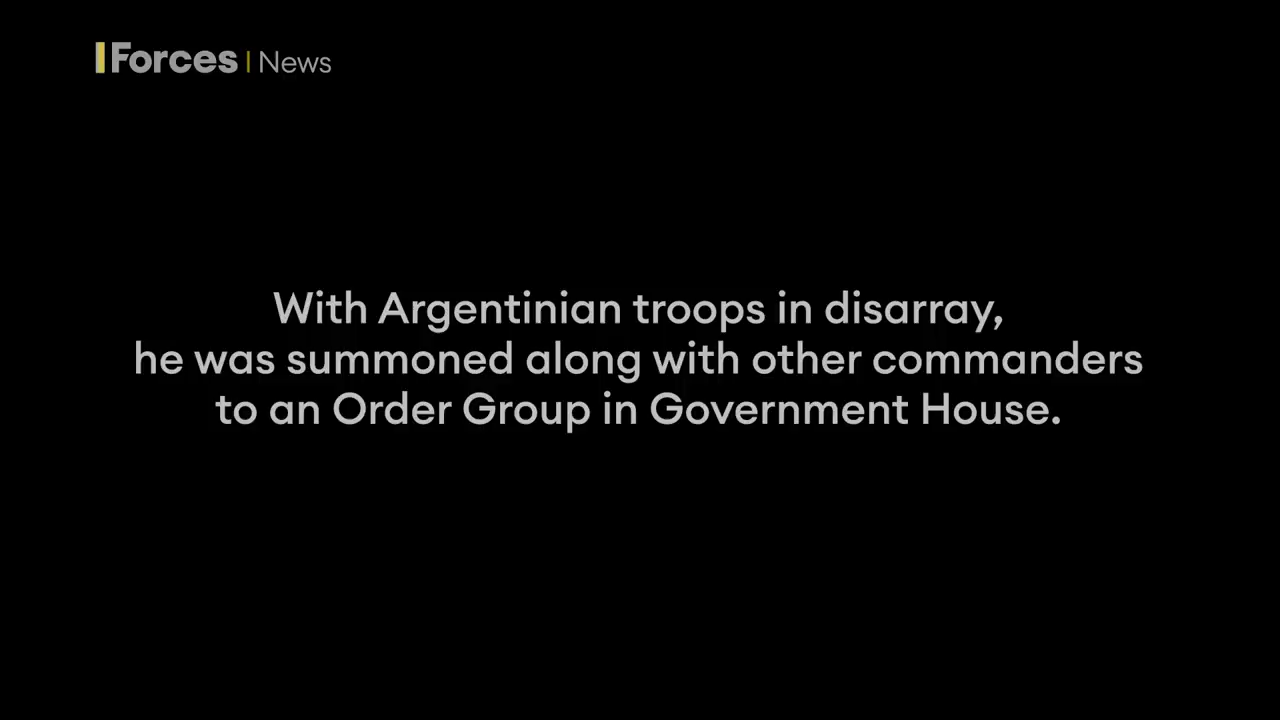 Forces | News
With Argentinian troops in disarray,
he was summoned along with other commanders
to an Order Group in Government House.